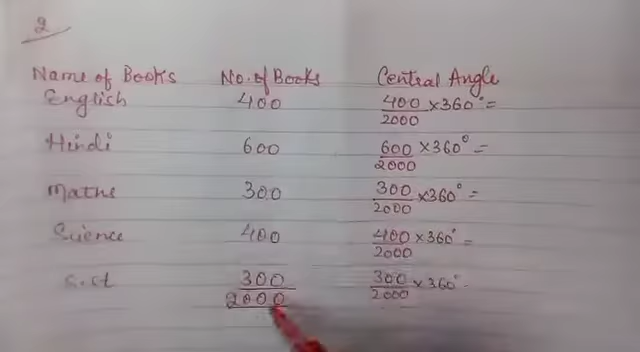 2
Name of Books No. of Books Central Angle
English 400 400/2000 × 360° =
Hindi 600 600/2000 × 360° =
Maths 300 300/2000 × 360° =
Science 400 400/2000 × 360° =
S.st 300 300/2000 × 360° -
2000